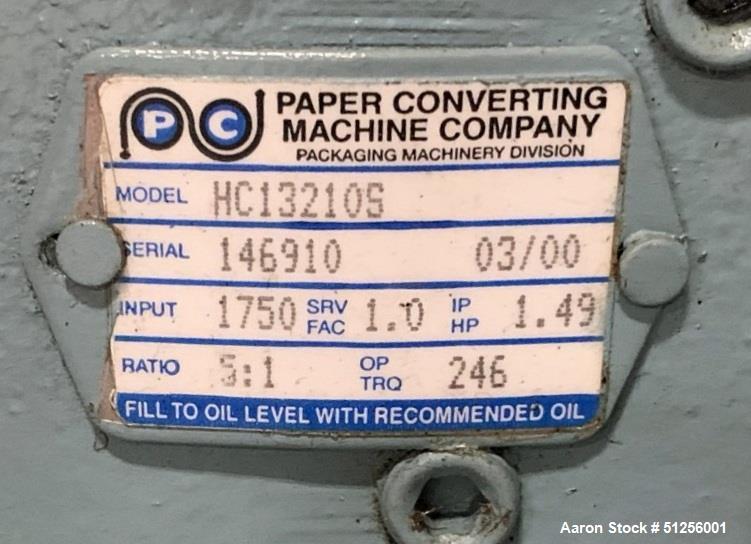 PC PAPER CONVERTING
MACHINE COMPANY
PACKAGING MACHINERY DIVISION
MODEL HC13210S
SERIAL 146910 03/00
INPUT 1750 SRV FAC 1.0 IP HP 1.49
RATIO 5:1 OP TRQ 246
FILL TO OIL LEVEL WITH RECOMMENDED OIL
Aaron Stock # 51256001